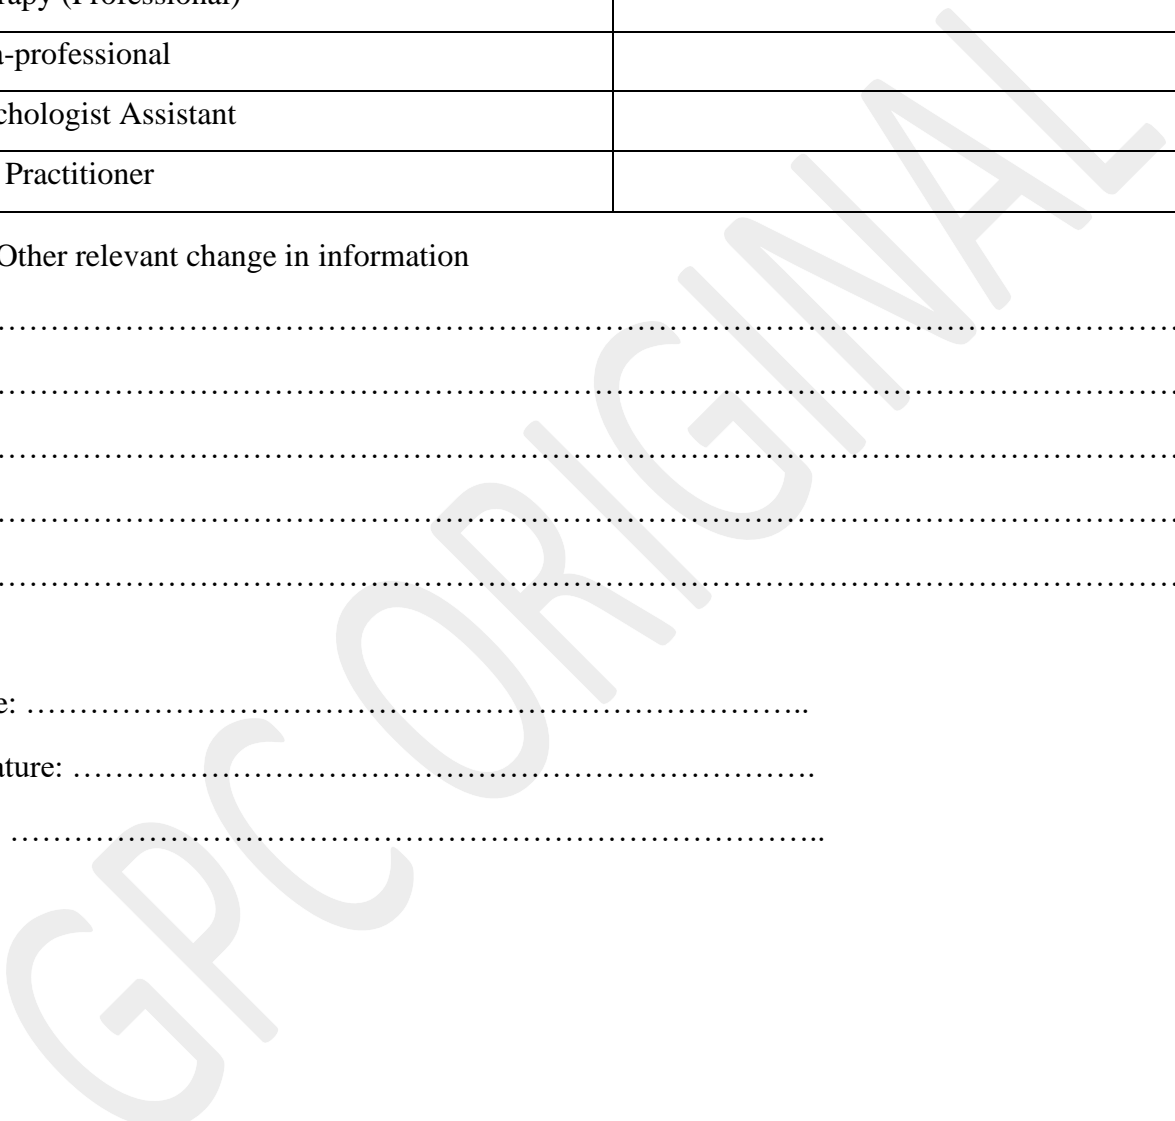 rapy (Professional)
a-professional
chologist Assistant
Practitioner
Other relevant change in information
……………………………………………………………………………………………………………………
……………………………………………………………………………………………………………………
……………………………………………………………………………………………………………………
……………………………………………………………………………………………………………………
……………………………………………………………………………………………………………………
e: ……………………………………………………………………………..
ature: ………………………………………………………………………….
………………………………………………………………………………..
GPC ORIGINAL